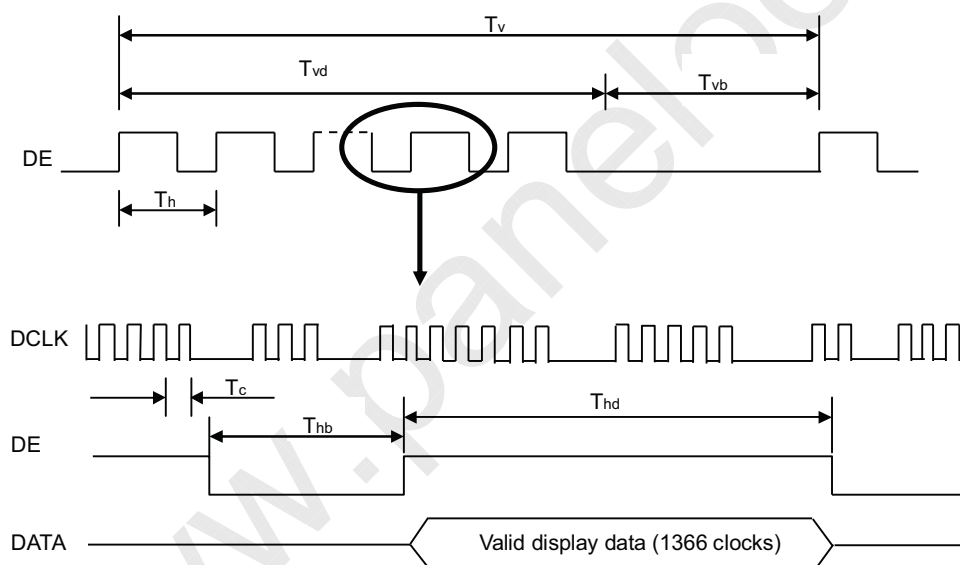 Tv
Tvd
Tvb
DE
Th
DCLK
Tc
Thd
Thb
DE
DATA
Valid display data (1366 clocks)